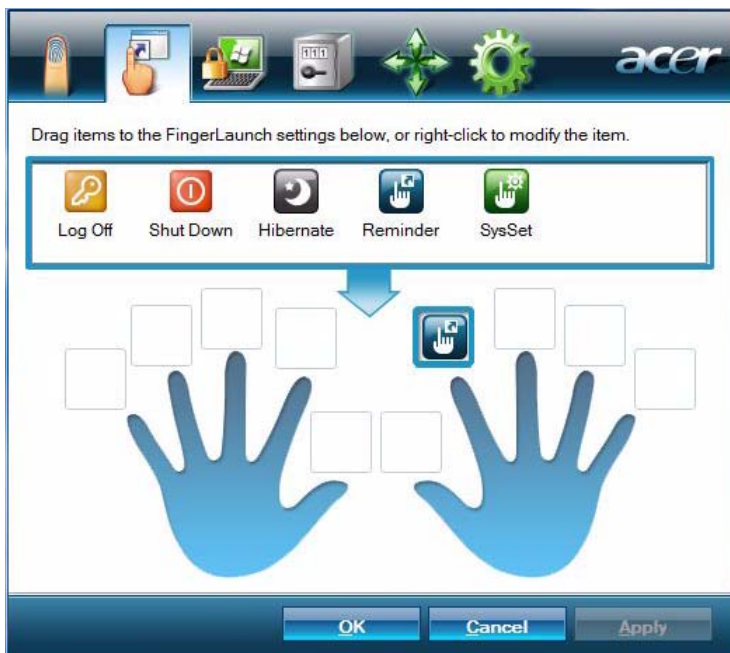 acer
Drag items to the FingerLaunch settings below, or right-click to modify the item.
Log Off Shut Down Hibernate Reminder SysSet
OK Cancel Apply